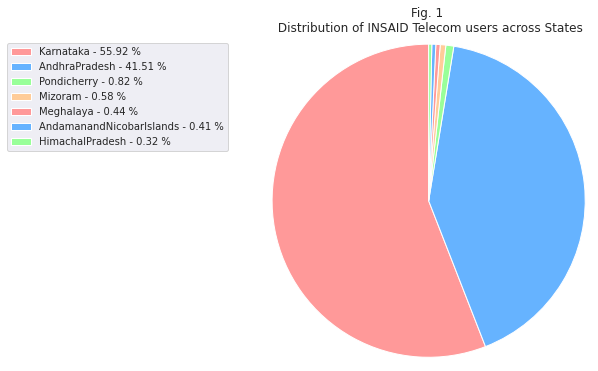 Fig. 1
Distribution of INSAID Telecom users across States
Karnataka - 55.92 %
AndhraPradesh - 41.51 %
Pondicherry - 0.82 %
Mizoram - 0.58 %
Meghalaya - 0.44 %
AndamanandNicobarIslands - 0.41 %
HimachalPradesh - 0.32 %